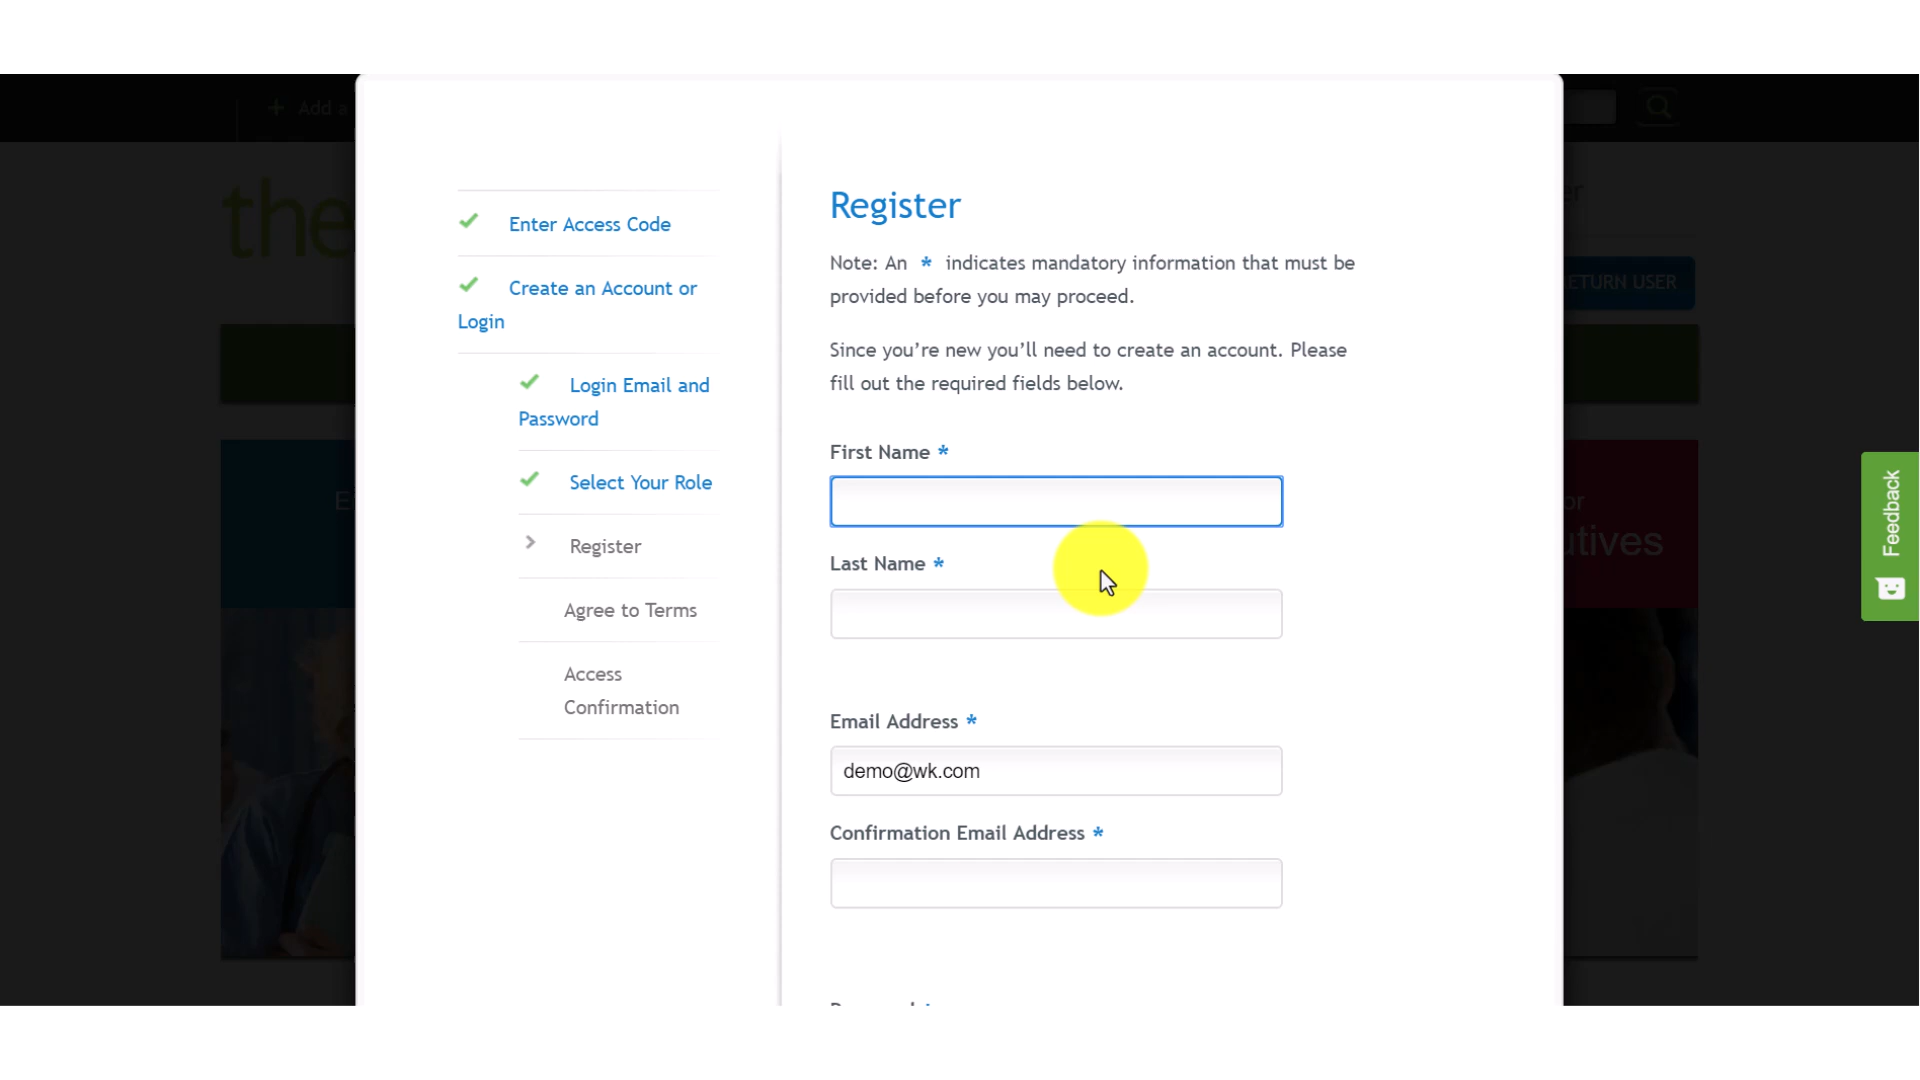 Add a
the
Enter Access Code
Create an Account or
Login
Login Email and
Password
Select Your Role
Register
Agree to Terms
Access
Confirmation
Register
Note: An * indicates mandatory information that must be
provided before you may proceed.
Since you’re new you’ll need to create an account. Please
fill out the required fields below.
First Name *
Last Name *
Email Address *
demo@wk.com
Confirmation Email Address *
ETURN USER
Feedback